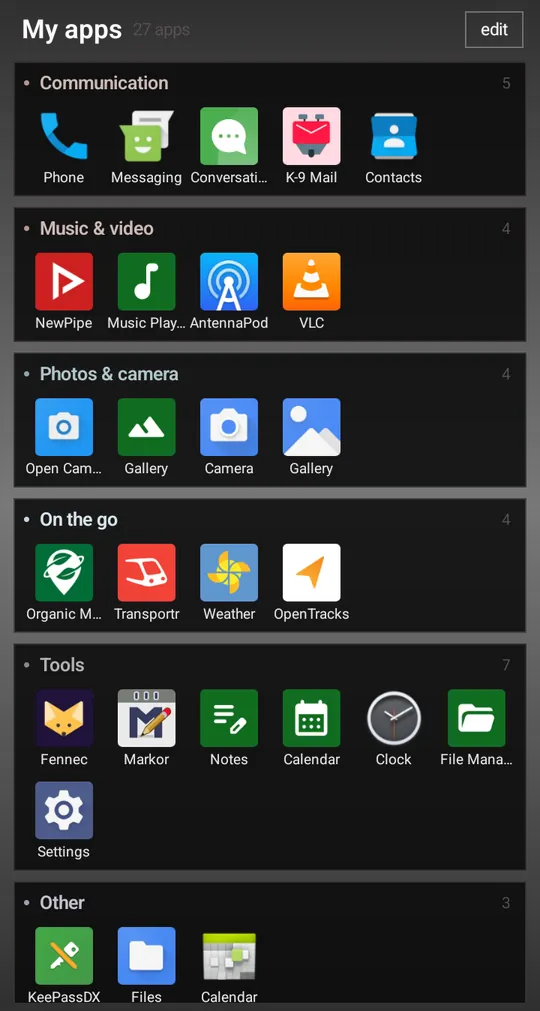 My apps 27 apps edit
• Communication 5
Phone Messaging Conversati... K-9 Mail Contacts
• Music & video 4
NewPipe Music Play... AntennaPod VLC
• Photos & camera 4
Open Cam... Gallery Camera Gallery
• On the go 4
Organic M... Transportr Weather OpenTracks
• Tools 7
Fennec Markor Notes Calendar Clock File Mana...
Settings
• Other 3
KeePassDX Files Calendar